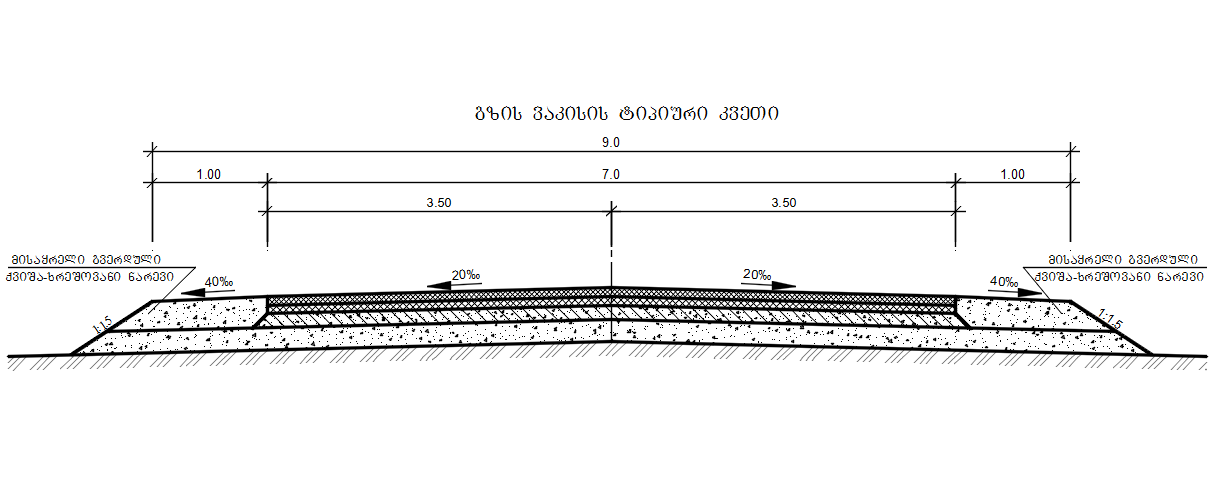 გზის ვაკისის ტიპიური კვეთი
9.0
1.00 7.0 1.00
3.50 3.50
მისაყრელი გვერდული
ქვიშა-ხრეშოვანი ნარევი
მისაყრელი გვერდული
ქვიშა-ხრეშოვანი ნარევი
40‰ 20‰ 20‰ 40‰
1:1.5 1:1.5